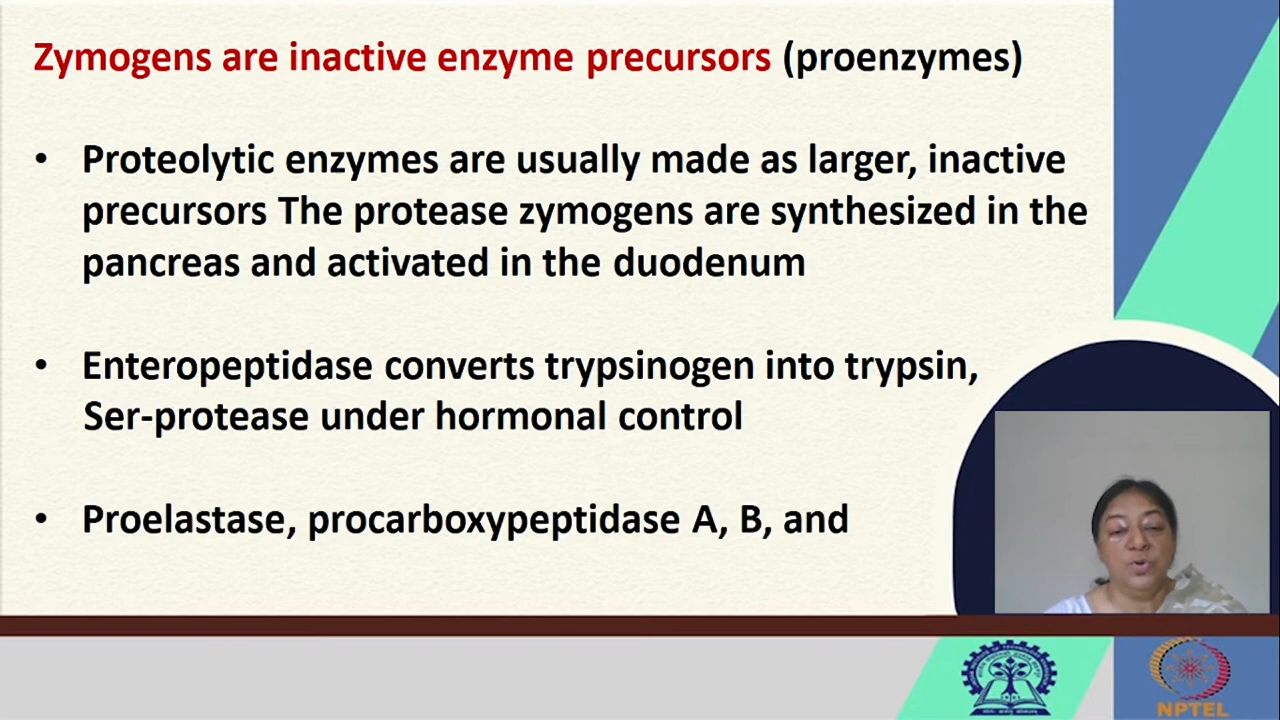 Zymogens are inactive enzyme precursors (proenzymes)
• Proteolytic enzymes are usually made as larger, inactive
precursors The protease zymogens are synthesized in the
pancreas and activated in the duodenum
• Enteropeptidase converts trypsinogen into trypsin,
Ser-protease under hormonal control
• Proelastase, procarboxypeptidase A, B, and
NPTEL